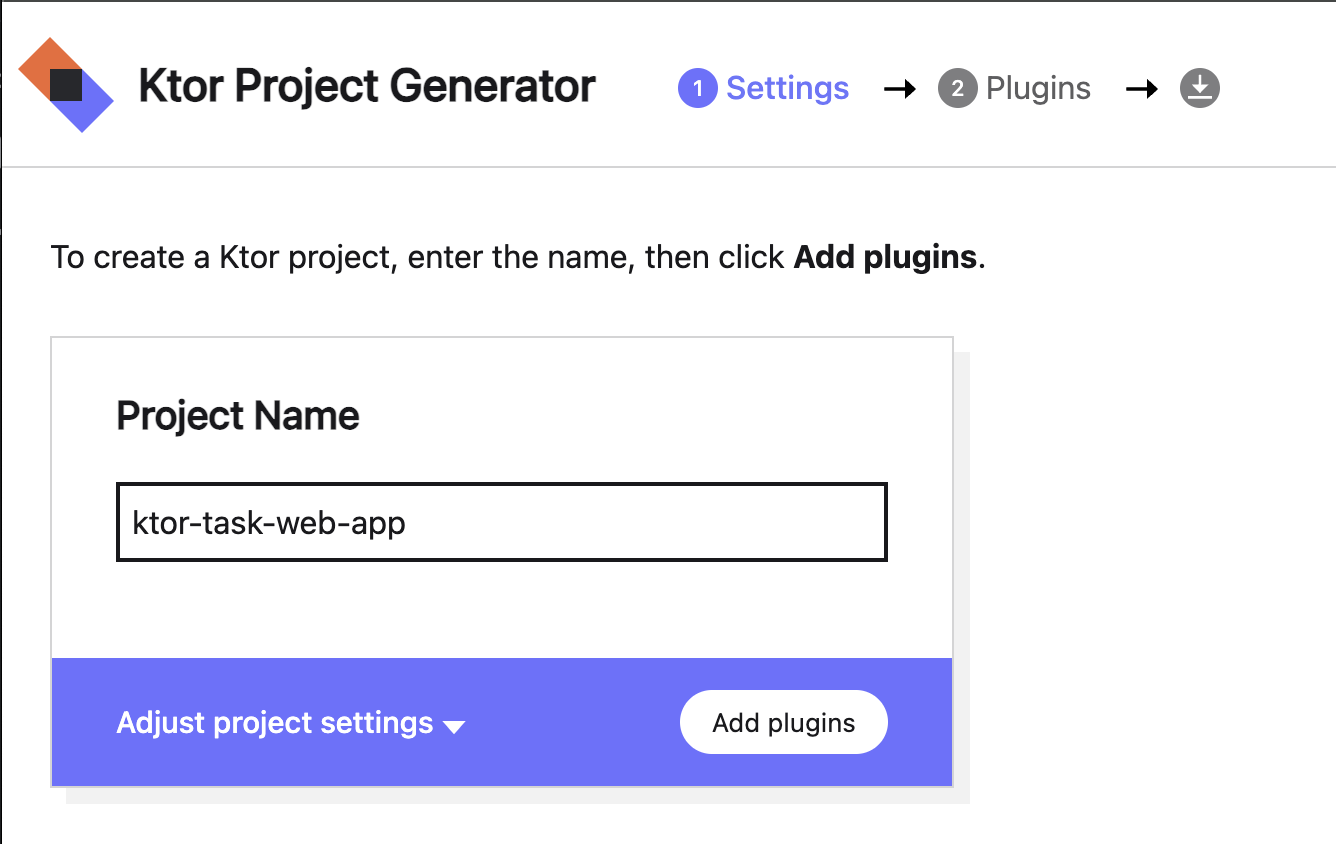 Ktor Project Generator
1 Settings → 2 Plugins →
To create a Ktor project, enter the name, then click Add plugins.
Project Name
ktor-task-web-app
Adjust project settings
Add plugins